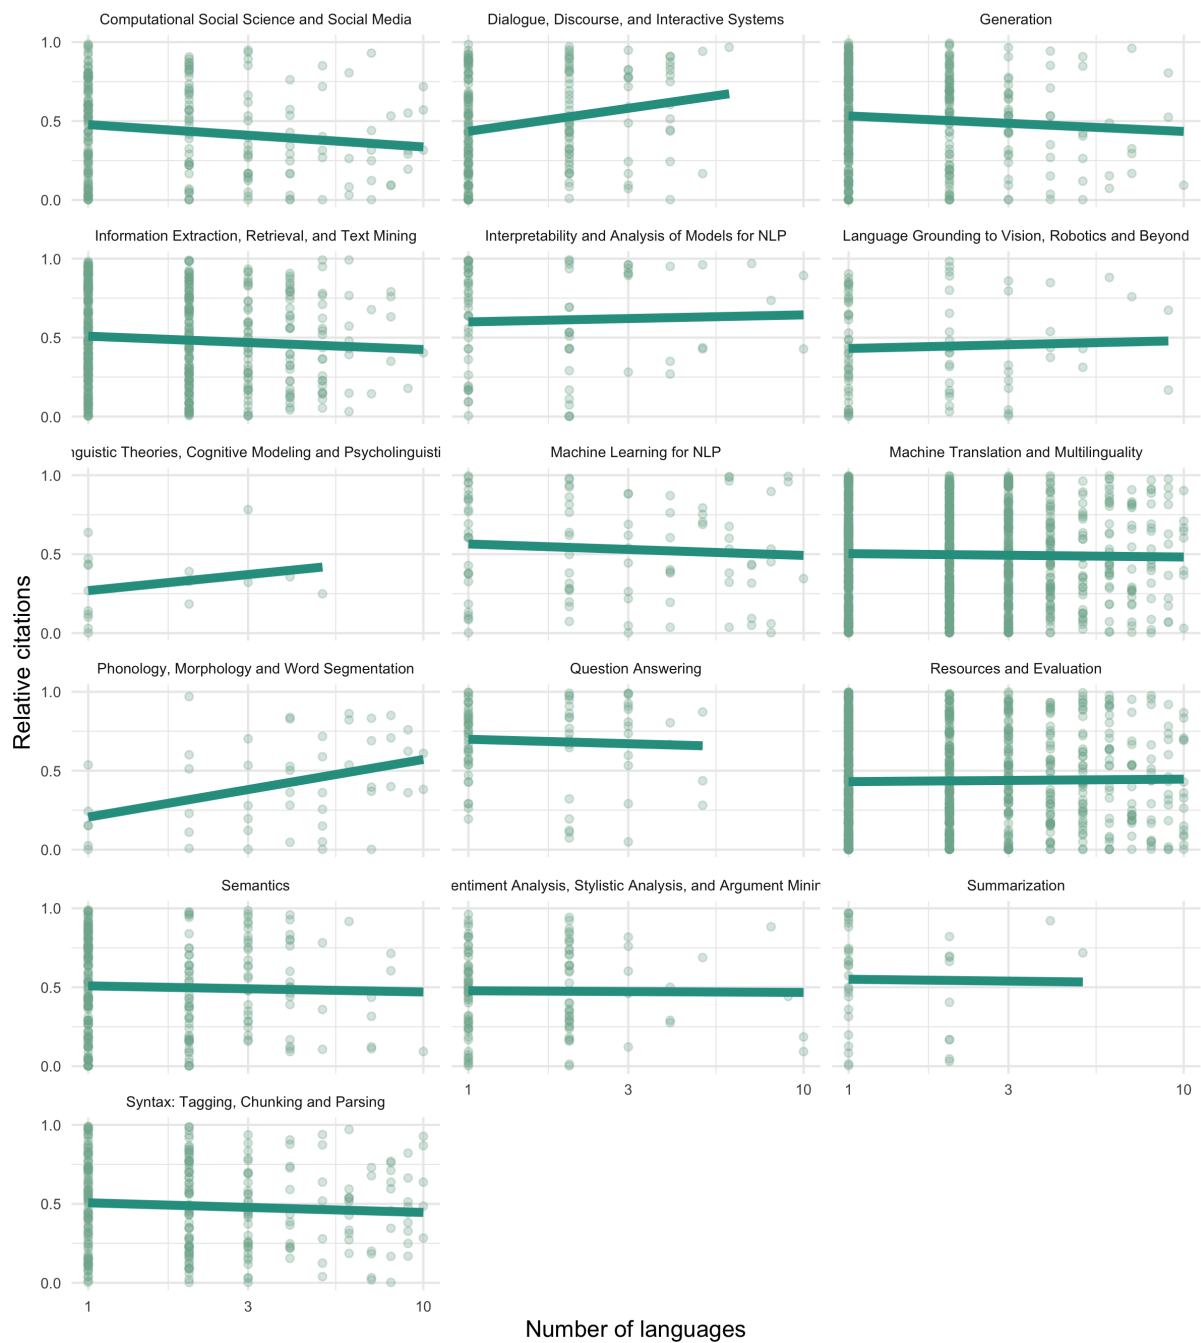 Computational Social Science and Social Media
Dialogue, Discourse, and Interactive Systems
Generation
1.0
0.5
0.0
Information Extraction, Retrieval, and Text Mining
Interpretability and Analysis of Models for NLP
Language Grounding to Vision, Robotics and Beyond
1.0
0.5
0.0
nguistic Theories, Cognitive Modeling and Psycholinguisti
Machine Learning for NLP
Machine Translation and Multilinguality
1.0
0.5
0.0
Relative citations
Phonology, Morphology and Word Segmentation
Question Answering
Resources and Evaluation
1.0
0.5
0.0
Semantics
entiment Analysis, Stylistic Analysis, and Argument Minin
Summarization
1.0
0.5
0.0
1 3 10
1 3 10
Syntax: Tagging, Chunking and Parsing
1.0
0.5
0.0
1 3 10
Number of languages